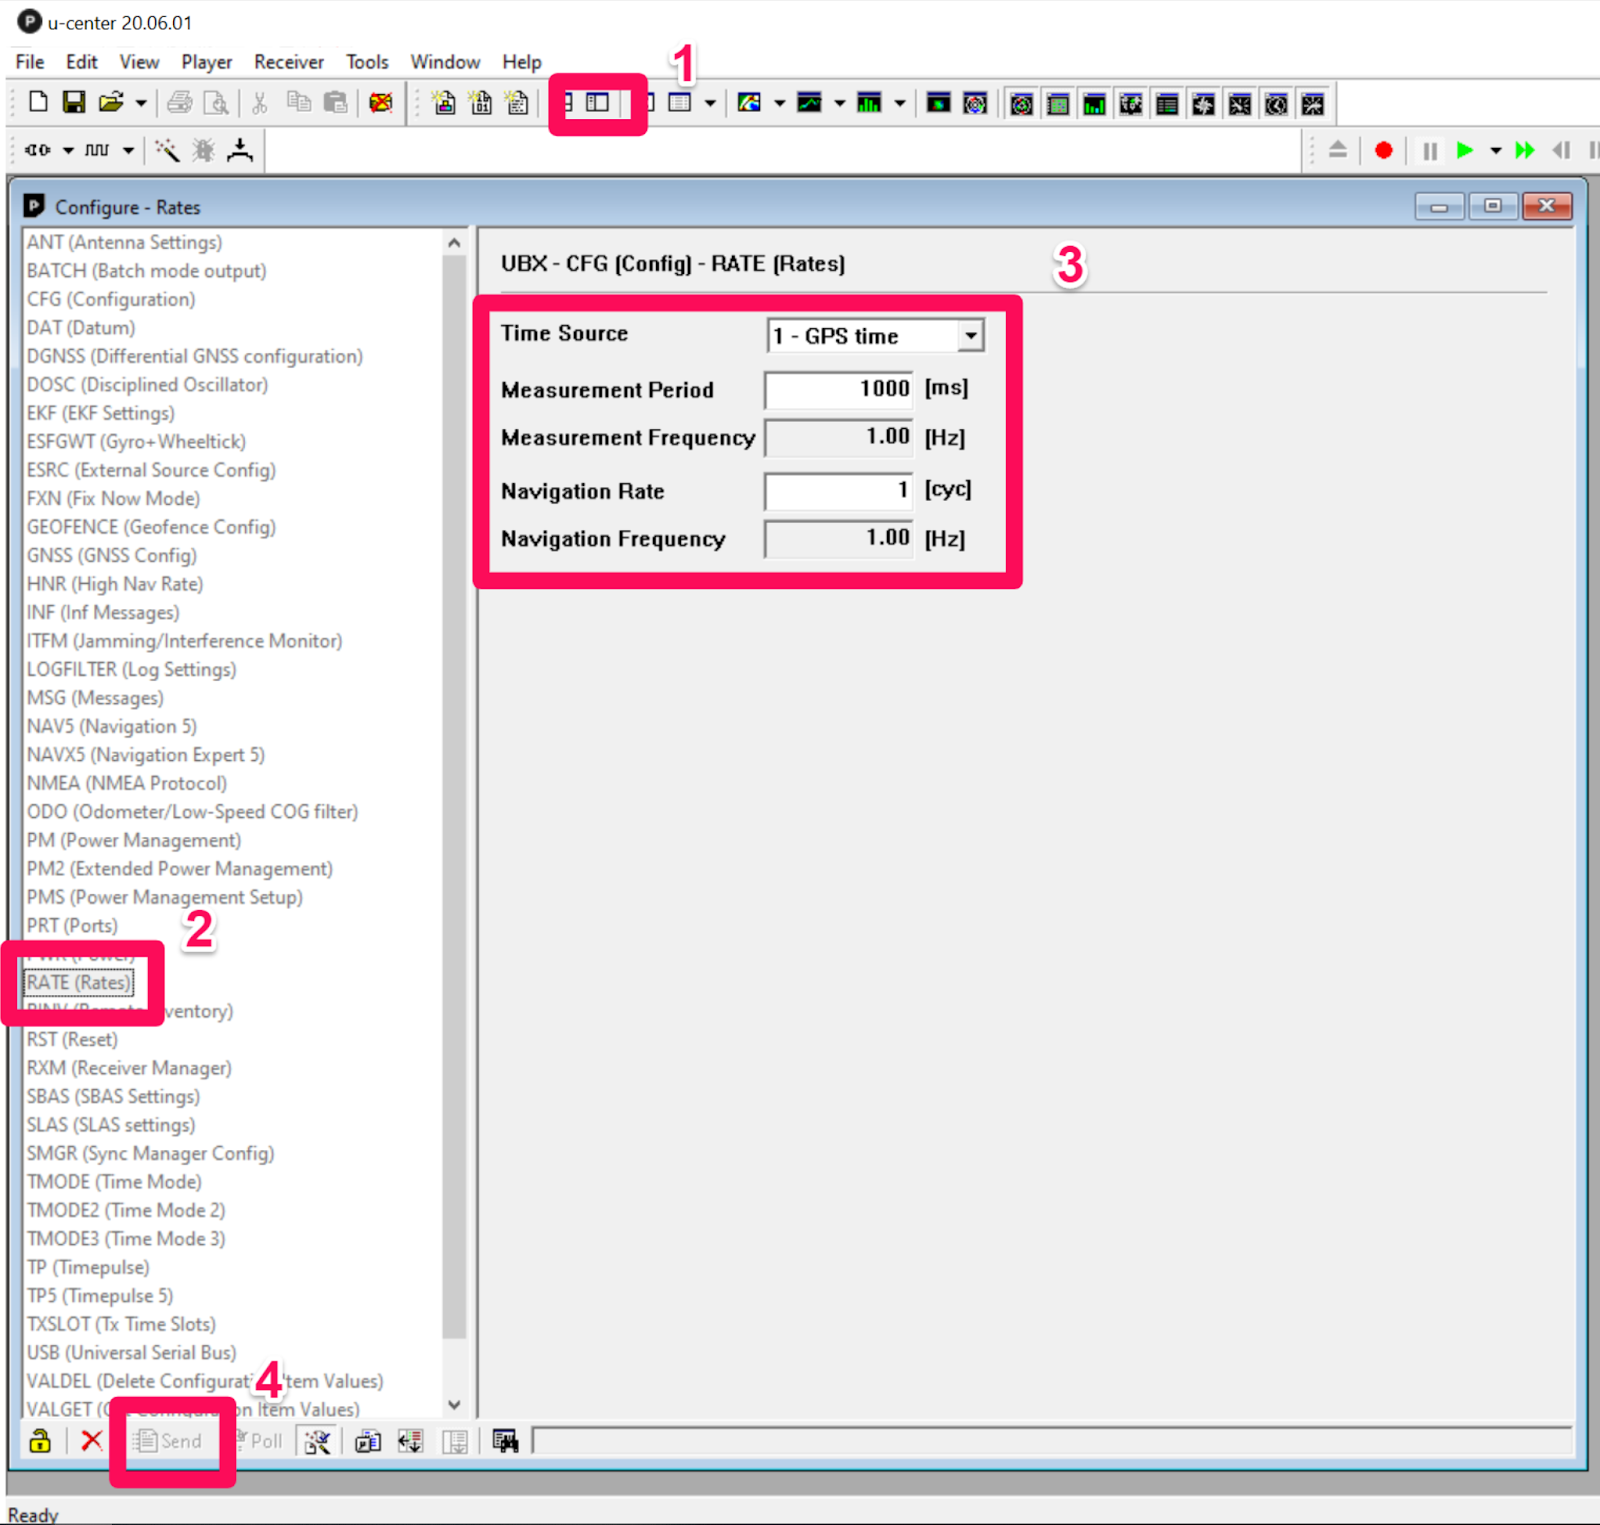 u-center 20.06.01
File Edit View Player Receiver Tools Window Help
1
Configure - Rates
ANT (Antenna Settings)
BATCH (Batch mode output)
CFG (Configuration)
DAT (Datum)
DGNSS (Differential GNSS configuration)
DOSC (Disciplined Oscillator)
EKF (EKF Settings)
ESFGWT (Gyro+Wheeltick)
ESRC (External Source Config)
FXN (Fix Now Mode)
GEOFENCE (Geofence Config)
GNSS (GNSS Config)
HNR (High Nav Rate)
INF (Inf Messages)
ITFM (Jamming/Interference Monitor)
LOGFILTER (Log Settings)
MSG (Messages)
NAV5 (Navigation 5)
NAVX5 (Navigation Expert 5)
NMEA (NMEA Protocol)
ODO (Odometer/Low-Speed COG filter)
PM (Power Management)
PM2 (Extended Power Management)
PMS (Power Management Setup)
PRT (Ports)
2
PWR (Power)
RATE (Rates)
RINV (Remote Inventory)
RST (Reset)
RXM (Receiver Manager)
SBAS (SBAS Settings)
SLAS (SLAS settings)
SMGR (Sync Manager Config)
TMODE (Time Mode)
TMODE2 (Time Mode 2)
TMODE3 (Time Mode 3)
TP (Timepulse)
TP5 (Timepulse 5)
TXSLOT (Tx Time Slots)
USB (Universal Serial Bus)
VALDEL (Delete Configuration Item Values)
VALGET (Get Configuration Item Values)
4
UBX - CFG (Config) - RATE (Rates)
3
Time Source 1 - GPS time
Measurement Period 1000 [ms]
Measurement Frequency 1.00 [Hz]
Navigation Rate 1 [cyc]
Navigation Frequency 1.00 [Hz]
Send Poll
Ready